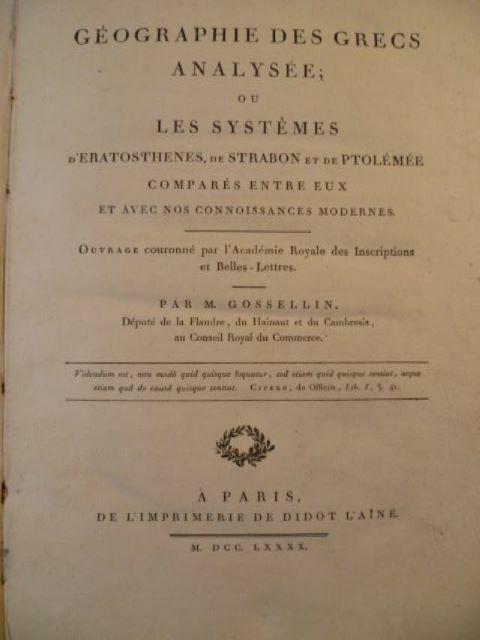 GÉOGRAPHIE DES GRECS
ANALYSÉE;
OU
LES SYSTÊMES
D'ERATOSTHENES, DE STRABON ET DE PTOLÉMÉE
COMPARÉS ENTRE EUX
ET AVEC NOS CONNOISSANCES MODERNES.
OUVRAGE couronné par l'Académie Royale des Inscriptions
et Belles-Lettres.
PAR M. GOSSELLIN,
Député de la Flandre, du Hainaut et du Cambresis,
au Conseil Royal du Commerce.
Videndum est, non modò quid quisque loquatur, sed etiam quid quisque sentiat, atque
etiam quâ de causâ quisque sentiat. CICERO, de Officiis, Lib. I, §. 41.
À PARIS,
DE L'IMPRIMERIE DE DIDOT L'AÎNÉ.
M. DCC. LXXXX.